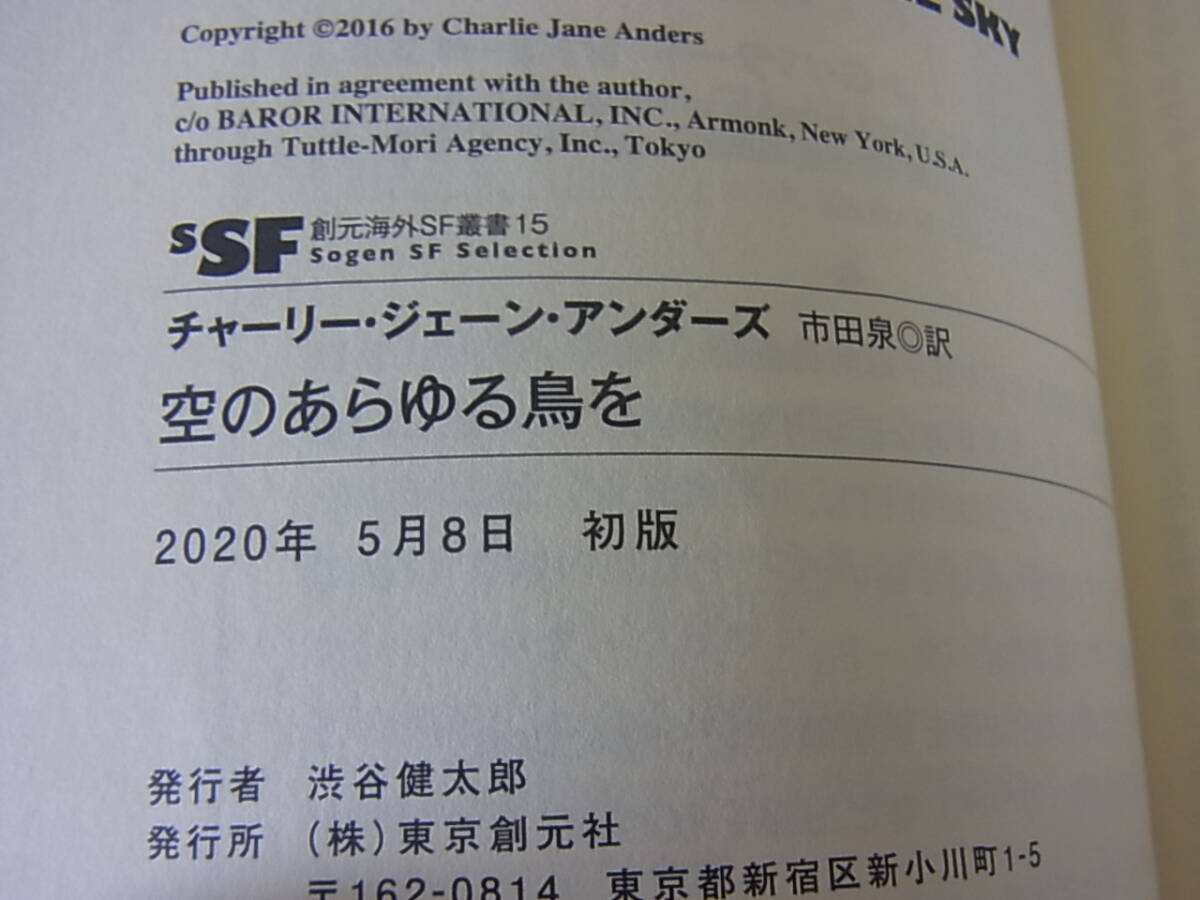 SKY
Copyright ©2016 by Charlie Jane Anders
Published in agreement with the author,
c/o BAROR INTERNATIONAL, INC., Armonk, New York, U.S.A.
through Tuttle-Mori Agency, Inc., Tokyo
SSF 創元海外SF叢書15
Sogen SF Selection
チャーリー・ジェーン・アンダーズ 市田泉◎訳
空のあらゆる鳥を
2020年 5月8日 初版
発行者 渋谷健太郎
発行所 (株)東京創元社
〒162-0814 東京都新宿区新小川町1-5